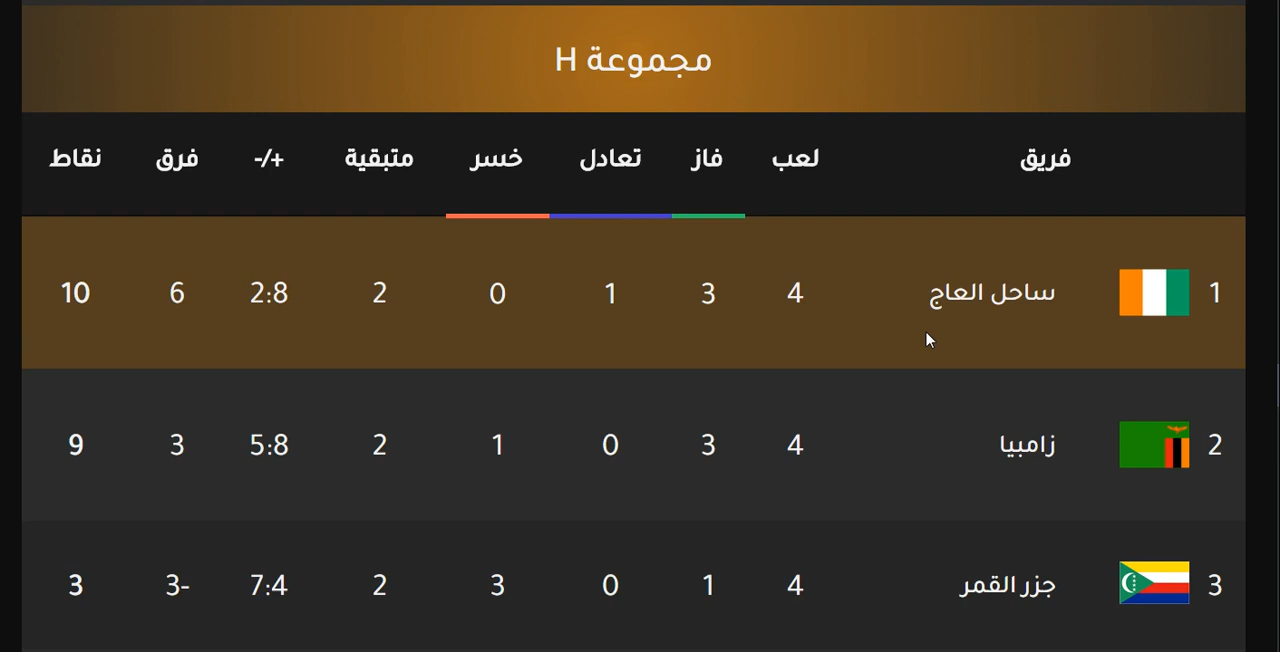 مجموعة H
فريق لعب فاز تعادل خسر متبقية +/- فرق نقاط
1 ساحل العاج 4 3 1 0 2 2:8 6 10
2 زامبيا 4 3 0 1 2 5:8 3 9
3 جزر القمر 4 1 0 3 2 7:4 3- 3